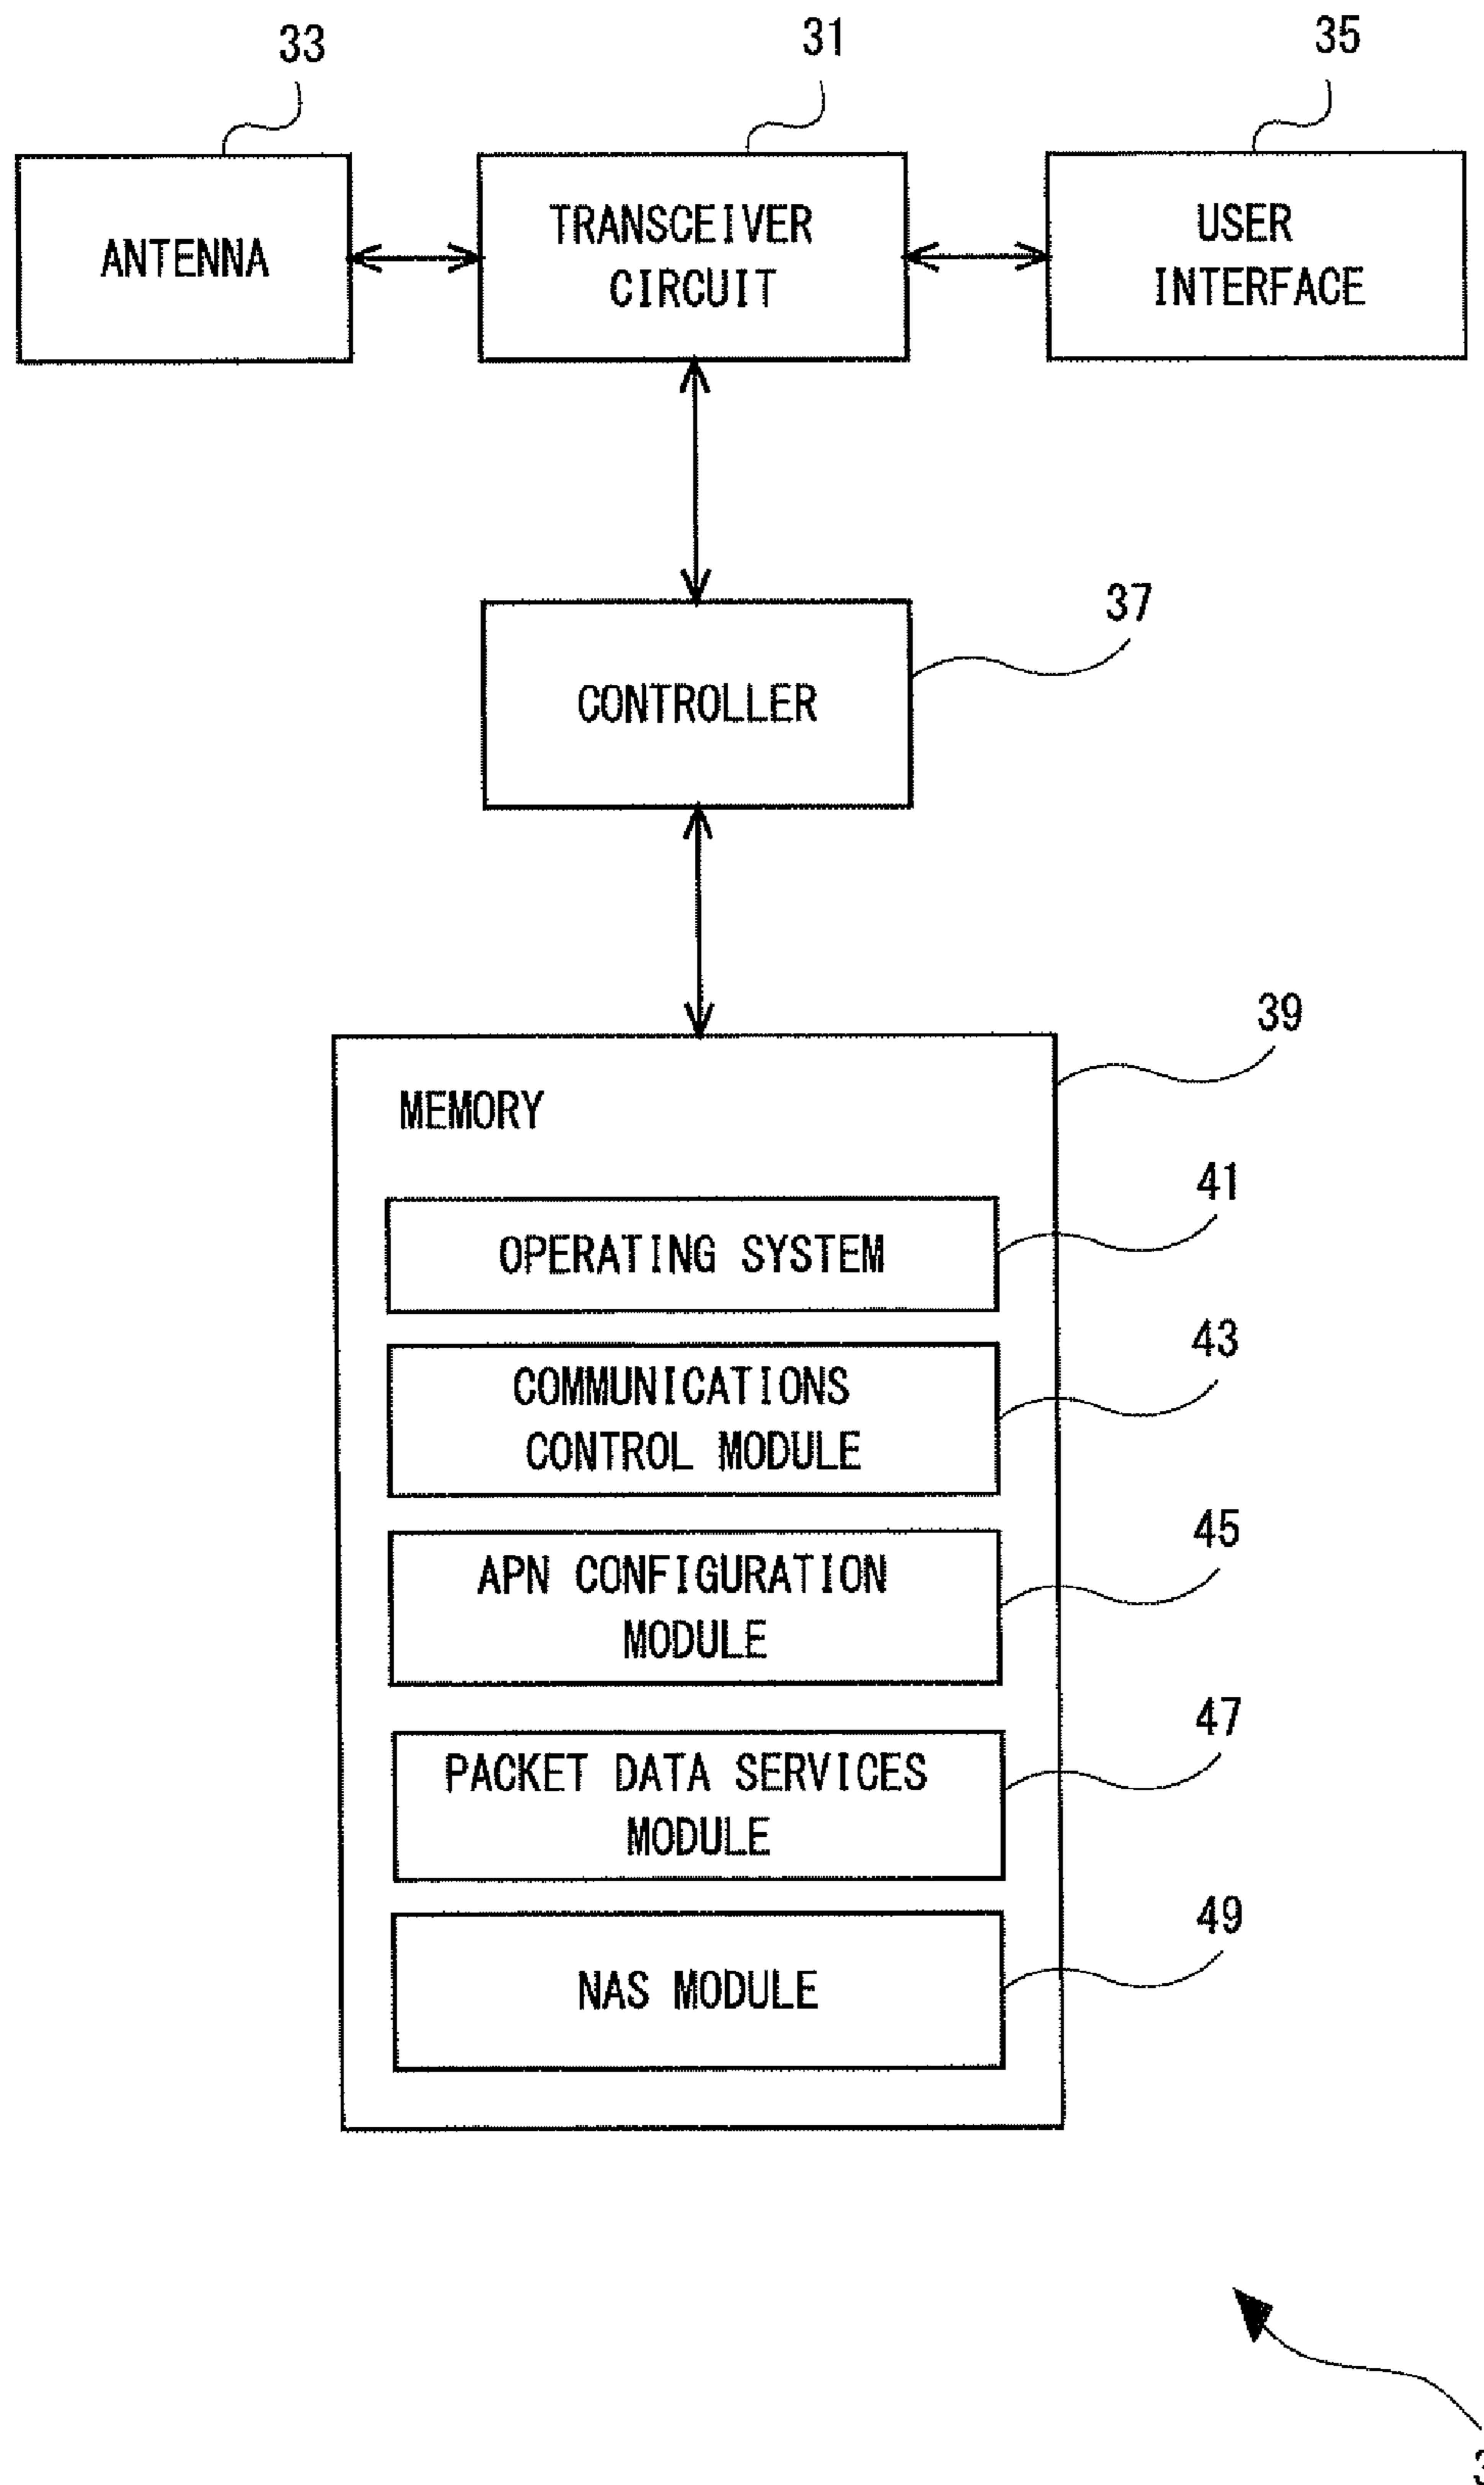 33
31
35
ANTENNA
TRANSCEIVER
CIRCUIT
USER
INTERFACE
37
CONTROLLER
39
MEMORY
41
OPERATING SYSTEM
43
COMMUNICATIONS
CONTROL MODULE
45
APN CONFIGURATION
MODULE
47
PACKET DATA SERVICES
MODULE
49
NAS MODULE